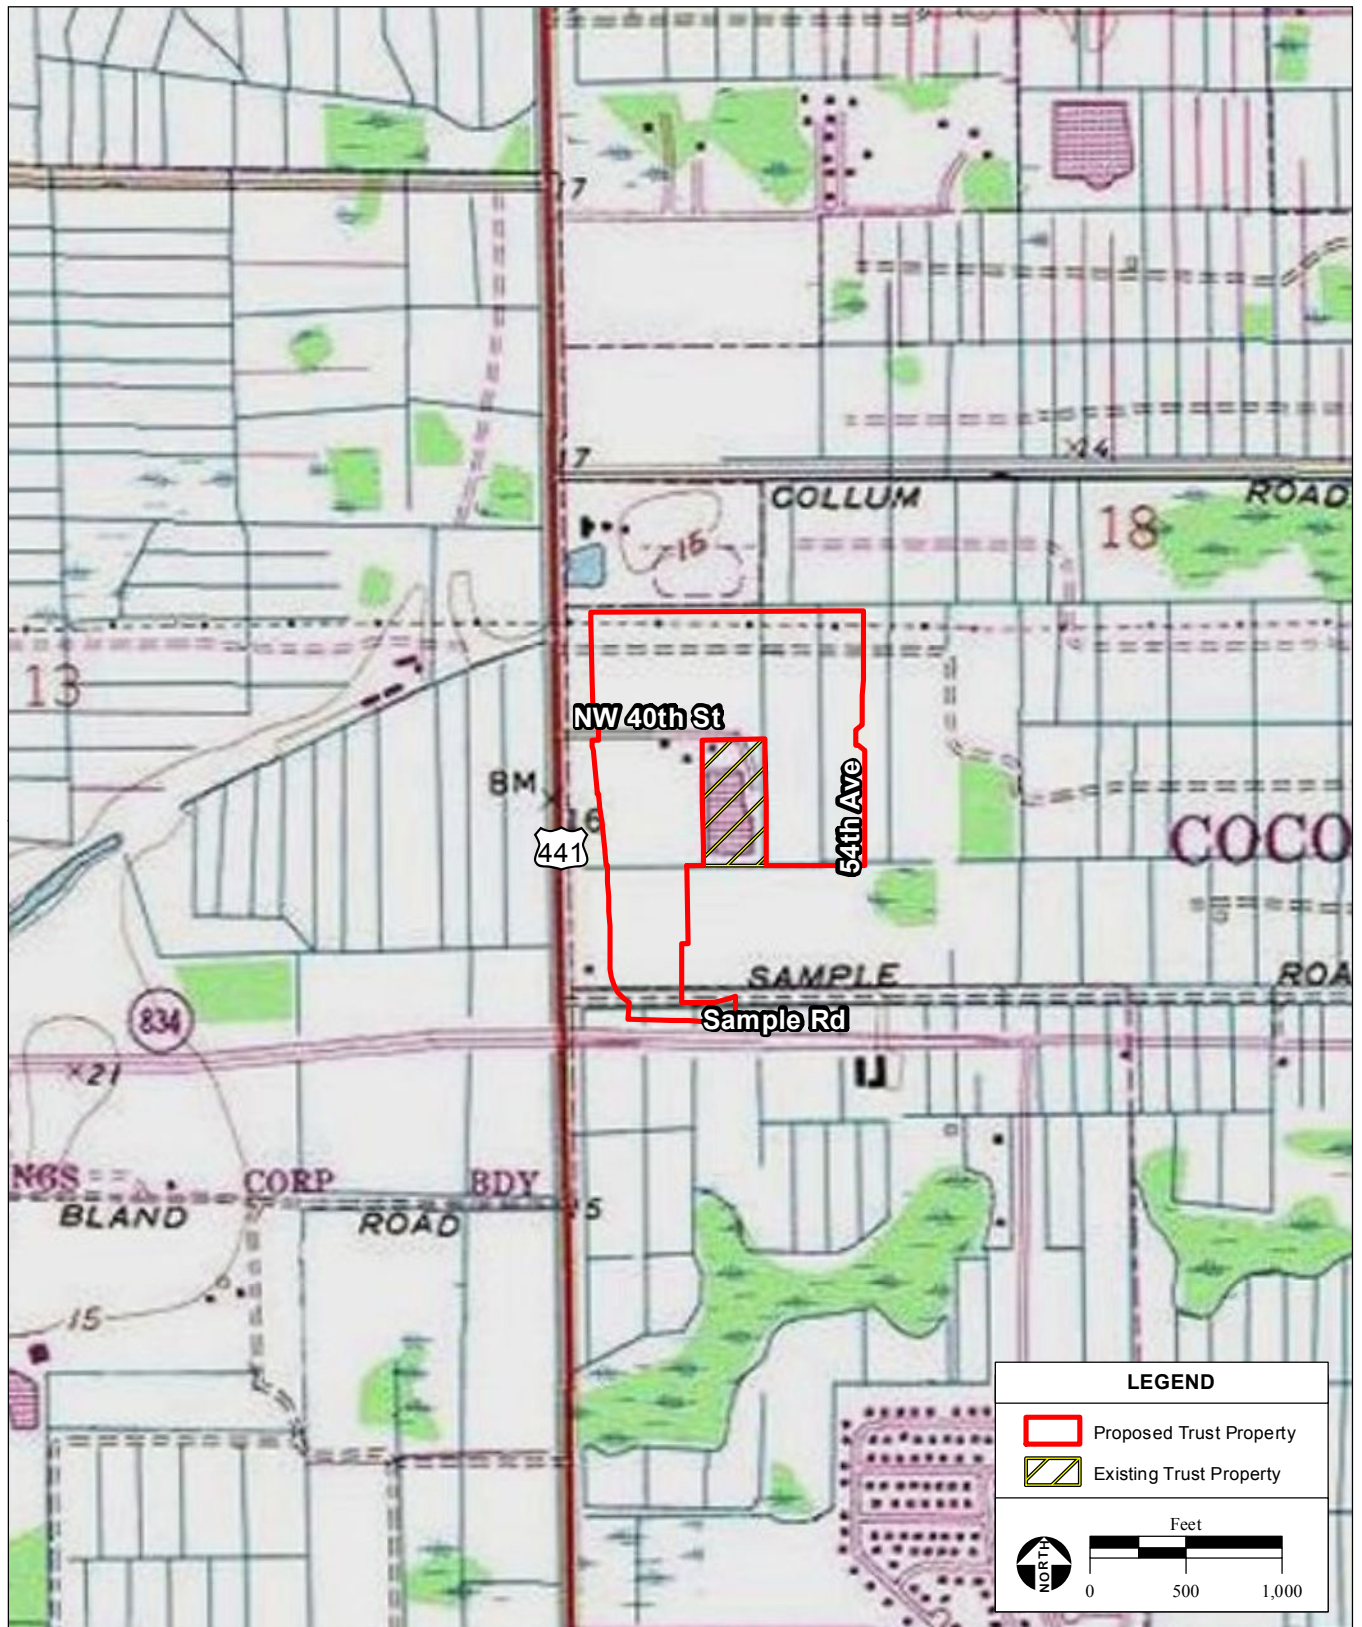 7
17
×24
COLLUM ROAD
18
15
13
NW 40th St
BM
16
441
54th Ave
COCO
SAMPLE ROA
834
Sample Rd
×21
NGS CORP BDY
BLAND ROAD
15
15
LEGEND
Proposed Trust Property
Existing Trust Property
Feet
NORTH
0 500 1,000